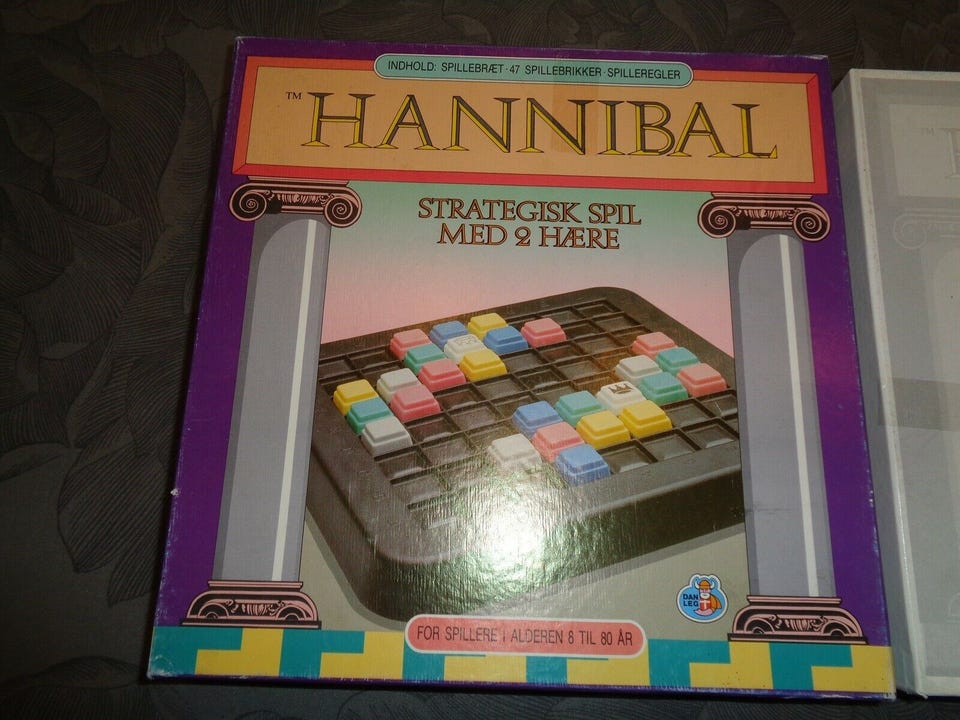 INDHOLD: SPILLEBRÆT · 47 SPILLEBRIKKER · SPILLEREGLER
™ HANNIBAL
STRATEGISK SPIL
MED 2 HÆRE
DAN
LEG
FOR SPILLERE I ALDEREN 8 TIL 80 ÅR
TM